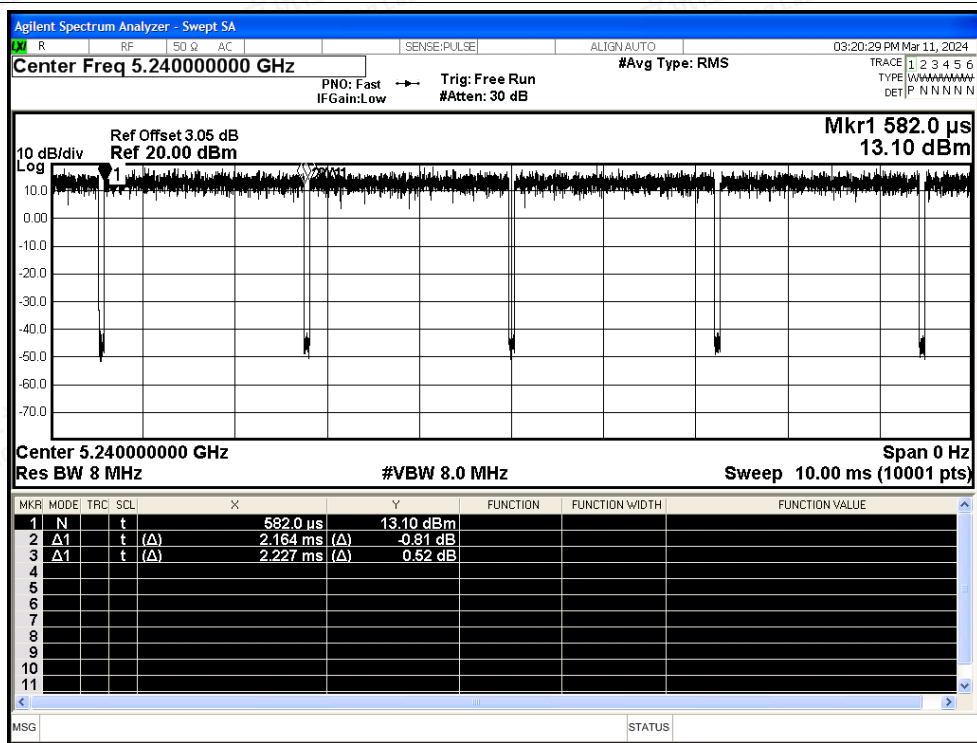 Agilent Spectrum Analyzer - Swept SA
LXI R RF 50 Ω AC SENSE:PULSE ALIGN AUTO 03:20:29 PM Mar 11, 2024
Center Freq 5.240000000 GHz #Avg Type: RMS TRACE 1 2 3 4 5 6
PNO: Fast Trig: Free Run TYPE
IFGain:Low #Atten: 30 dB DET P N N N N N
Mkr1 582.0 µs
Ref Offset 3.05 dB
10 dB/div Ref 20.00 dBm 13.10 dBm
Log
1
10.0
0.00
-10.0
-20.0
-30.0
-40.0
-50.0
-60.0
-70.0
Center 5.240000000 GHz Span 0 Hz
Res BW 8 MHz #VBW 8.0 MHz Sweep 10.00 ms (10001 pts)
MKR MODE TRC SCL X Y FUNCTION FUNCTION WIDTH FUNCTION VALUE
1 N t 582.0 µs 13.10 dBm
2 Δ1 t (Δ) 2.164 ms (Δ) -0.81 dB
3 Δ1 t (Δ) 2.227 ms (Δ) 0.52 dB
4
5
6
7
8
9
10
11
MSG STATUS